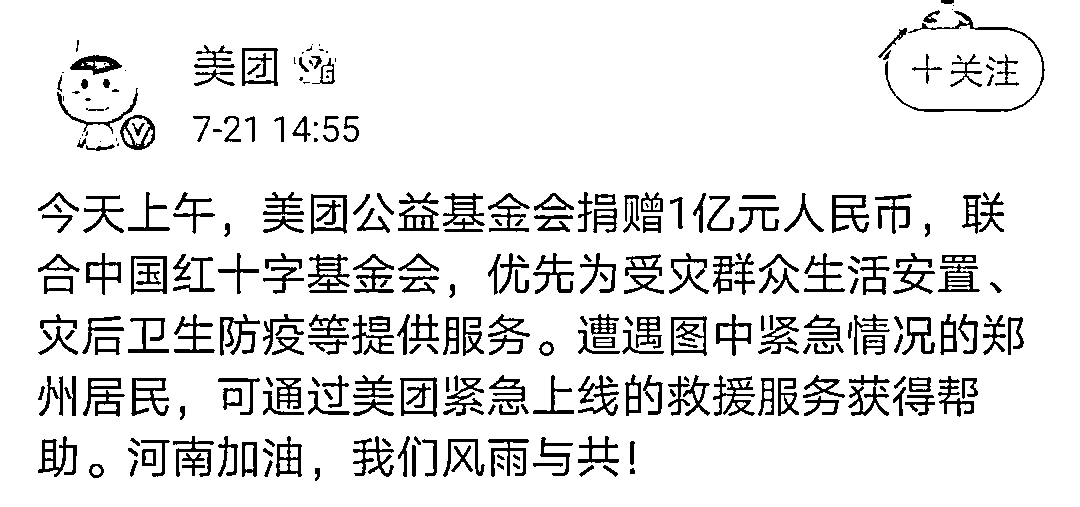 美团
+关注
7-21 14:55
今天上午，美团公益基金会捐赠1亿元人民币，联
合中国红十字基金会，优先为受灾群众生活安置、
灾后卫生防疫等提供服务。遭遇图中紧急情况的郑
州居民，可通过美团紧急上线的救援服务获得帮
助。河南加油，我们风雨与共！